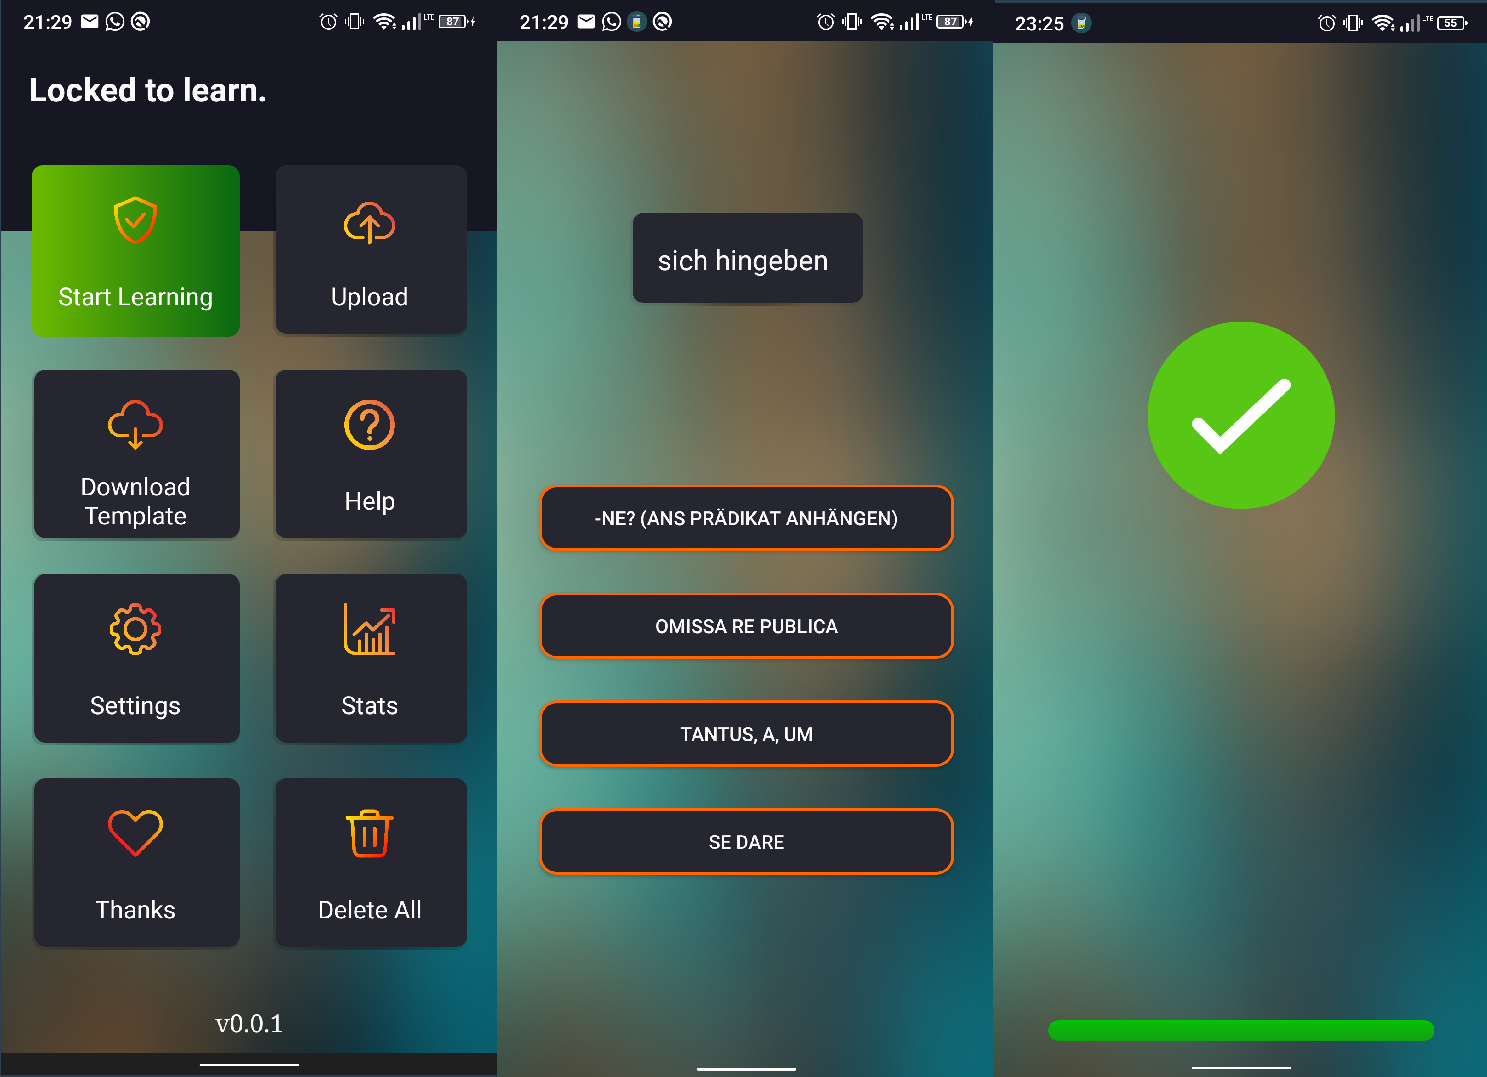 21:29
LTE
87
Locked to learn.
Start Learning
Upload
Download
Template
Help
Settings
Stats
Thanks
Delete All
v0.0.1
21:29
LTE
87
sich hingeben
-NE? (ANS PRÄDIKAT ANHÄNGEN)
OMISSA RE PUBLICA
TANTUS, A, UM
SE DARE
23:25
LTE
55